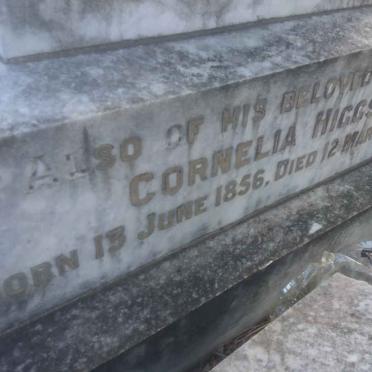 ALSO OF HIS BELOVED
CORNELIA HIGGS
BORN 13 JUNE 1856, DIED 12 MAR